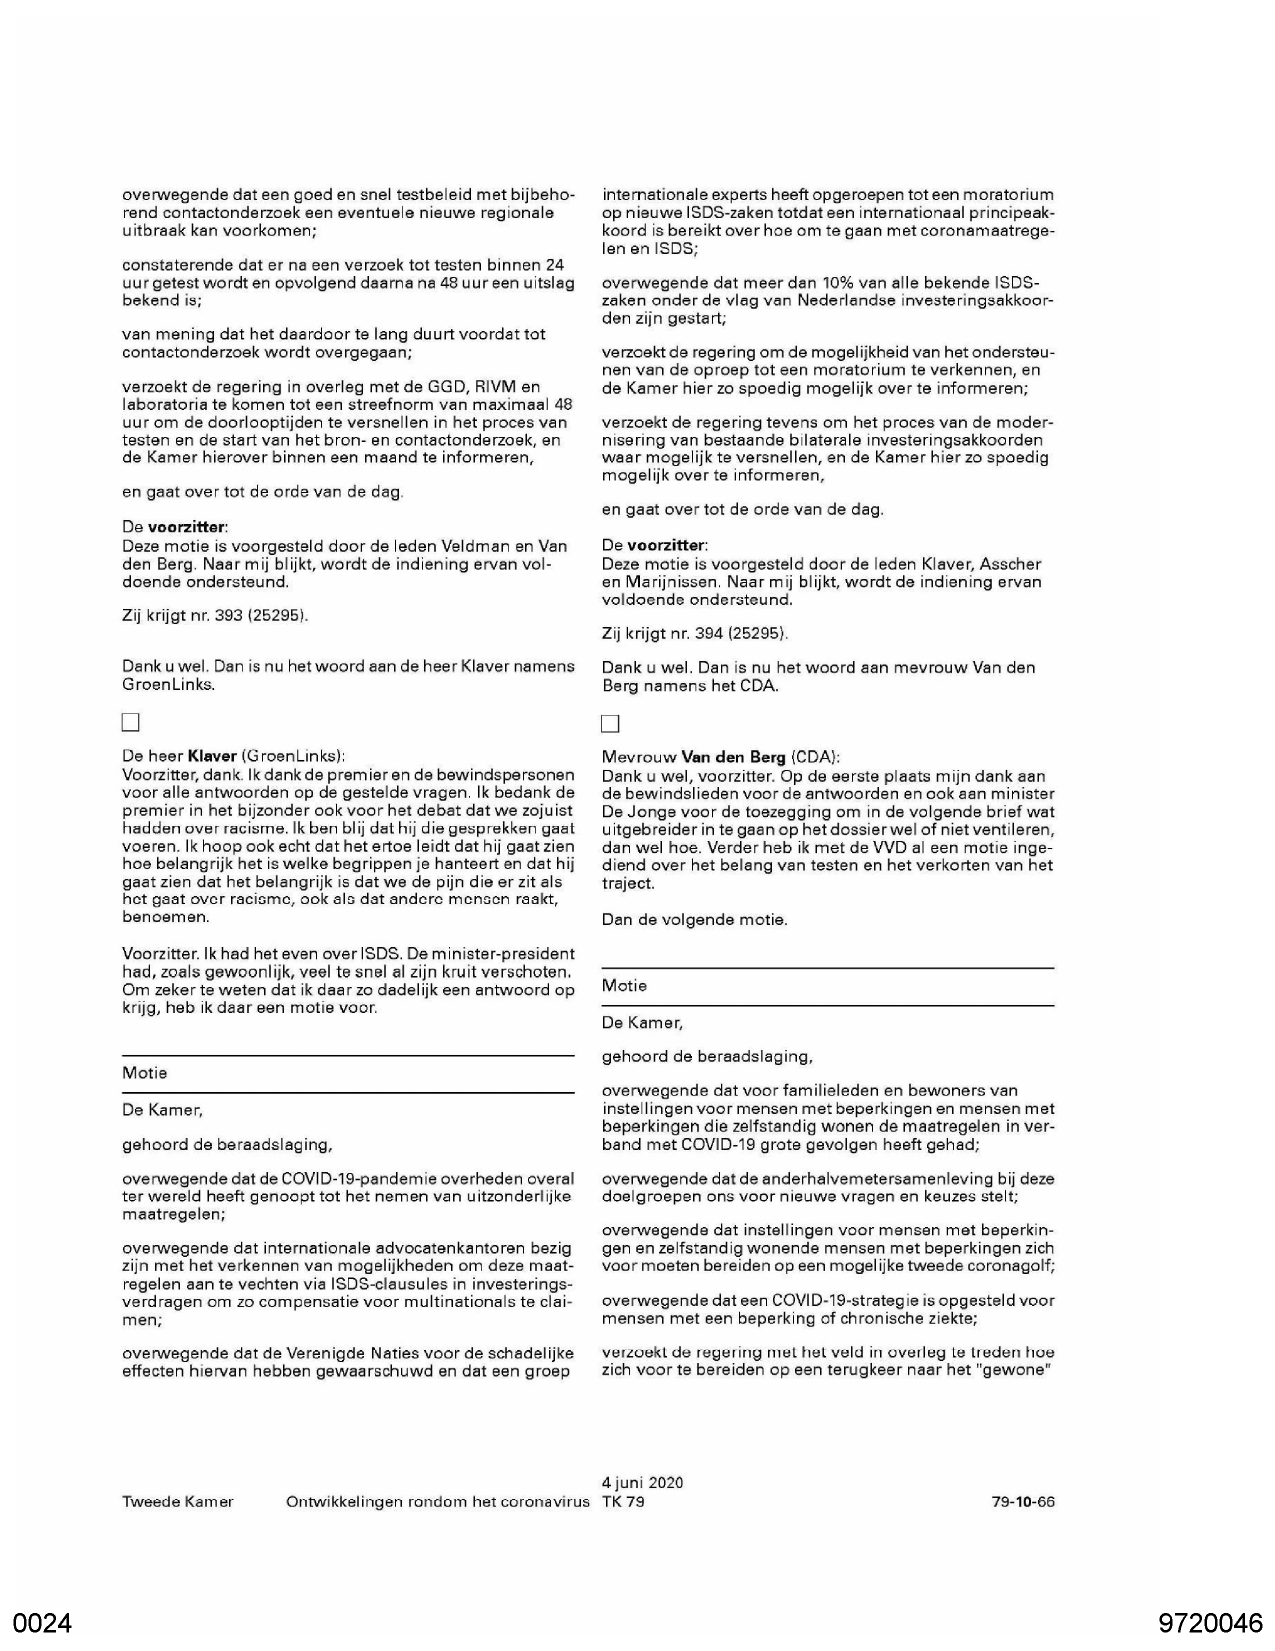 overwegende dat een goed en snel testbeleid met bijbeho-
rend contactonderzoek een eventuele nieuwe regionale
uitbraak kan voorkomen;
constaterende dat er na een verzoek tot testen binnen 24
uur getest wordt en opvolgend daarna na 48 uur een uitslag
bekend is;
van mening dat het daardoor te lang duurt voordat tot
contactonderzoek wordt overgegaan;
verzoekt de regering in overleg met de GGD, RIVM en
laboratoria te komen tot een streefnorm van maximaal 48
uur om de doorlooptijden te versnellen in het proces van
testen en de start van het bron- en contactonderzoek, en
de Kamer hierover binnen een maand te informeren,
en gaat over tot de orde van de dag.
De voorzitter:
Deze motie is voorgesteld door de leden Veldman en Van
den Berg. Naar mij blijkt, wordt de indiening ervan vol-
doende ondersteund.
Zij krijgt nr. 393 (25295).
Dank u wel. Dan is nu het woord aan de heer Klaver namens
GroenLinks.
De heer Klaver (GroenLinks):
Voorzitter, dank. Ik dank de premier en de bewindspersonen
voor alle antwoorden op de gestelde vragen. Ik bedank de
premier in het bijzonder ook voor het debat dat we zojuist
hadden over racisme. Ik ben blij dat hij die gesprekken gaat
voeren. Ik hoop ook echt dat het ertoe leidt dat hij gaat zien
hoe belangrijk het is welke begrippen je hanteert en dat hij
gaat zien dat het belangrijk is dat we de pijn die er zit als
het gaat over racisme, ook als dat andere mensen raakt,
benoemen.
Voorzitter. Ik had het even over ISDS. De minister-president
had, zoals gewoonlijk, veel te snel al zijn kruit verschoten.
Om zeker te weten dat ik daar zo dadelijk een antwoord op
krijg, heb ik daar een motie voor.
Motie
De Kamer,
gehoord de beraadslaging,
overwegende dat de COVID-19-pandemie overheden overal
ter wereld heeft genoopt tot het nemen van uitzonderlijke
maatregelen;
overwegende dat internationale advocatenkantoren bezig
zijn met het verkennen van mogelijkheden om deze maat-
regelen aan te vechten via ISDS-clausules in investerings-
verdragen om zo compensatie voor multinationals te clai-
men;
overwegende dat de Verenigde Naties voor de schadelijke
effecten hiervan hebben gewaarschuwd en dat een groep
internationale experts heeft opgeroepen tot een moratorium
op nieuwe ISDS-zaken totdat een internationaal principeak-
koord is bereikt over hoe om te gaan met coronamaatrege-
len en ISDS;
overwegende dat meer dan 10% van alle bekende ISDS-
zaken onder de vlag van Nederlandse investeringsakkoor-
den zijn gestart;
verzoekt de regering om de mogelijkheid van het ondersteu-
nen van de oproep tot een moratorium te verkennen, en
de Kamer hier zo spoedig mogelijk over te informeren;
verzoekt de regering tevens om het proces van de moder-
nisering van bestaande bilaterale investeringsakkoorden
waar mogelijk te versnellen, en de Kamer hier zo spoedig
mogelijk over te informeren,
en gaat over tot de orde van de dag.
De voorzitter:
Deze motie is voorgesteld door de leden Klaver, Asscher
en Marijnissen. Naar mij blijkt, wordt de indiening ervan
voldoende ondersteund.
Zij krijgt nr. 394 (25295).
Dank u wel. Dan is nu het woord aan mevrouw Van den
Berg namens het CDA.
Mevrouw Van den Berg (CDA):
Dank u wel, voorzitter. Op de eerste plaats mijn dank aan
de bewindslieden voor de antwoorden en ook aan minister
De Jonge voor de toezegging om in de volgende brief wat
uitgebreider in te gaan op het dossier wel of niet ventileren,
dan wel hoe. Verder heb ik met de VVD al een motie inge-
diend over het belang van testen en het verkorten van het
traject.
Dan de volgende motie.
Motie
De Kamer,
gehoord de beraadslaging,
overwegende dat voor familieleden en bewoners van
instellingen voor mensen met beperkingen en mensen met
beperkingen die zelfstandig wonen de maatregelen in ver-
band met COVID-19 grote gevolgen heeft gehad;
overwegende dat de anderhalvemetersamenleving bij deze
doelgroepen ons voor nieuwe vragen en keuzes stelt;
overwegende dat instellingen voor mensen met beperkin-
gen en zelfstandig wonende mensen met beperkingen zich
voor moeten bereiden op een mogelijke tweede coronagolf;
overwegende dat een COVID-19-strategie is opgesteld voor
mensen met een beperking of chronische ziekte;
verzoekt de regering met het veld in overleg te treden hoe
zich voor te bereiden op een terugkeer naar het "gewone"
4 juni 2020
Tweede Kamer Ontwikkelingen rondom het coronavirus TK 79 79-10-66
0024 9720046